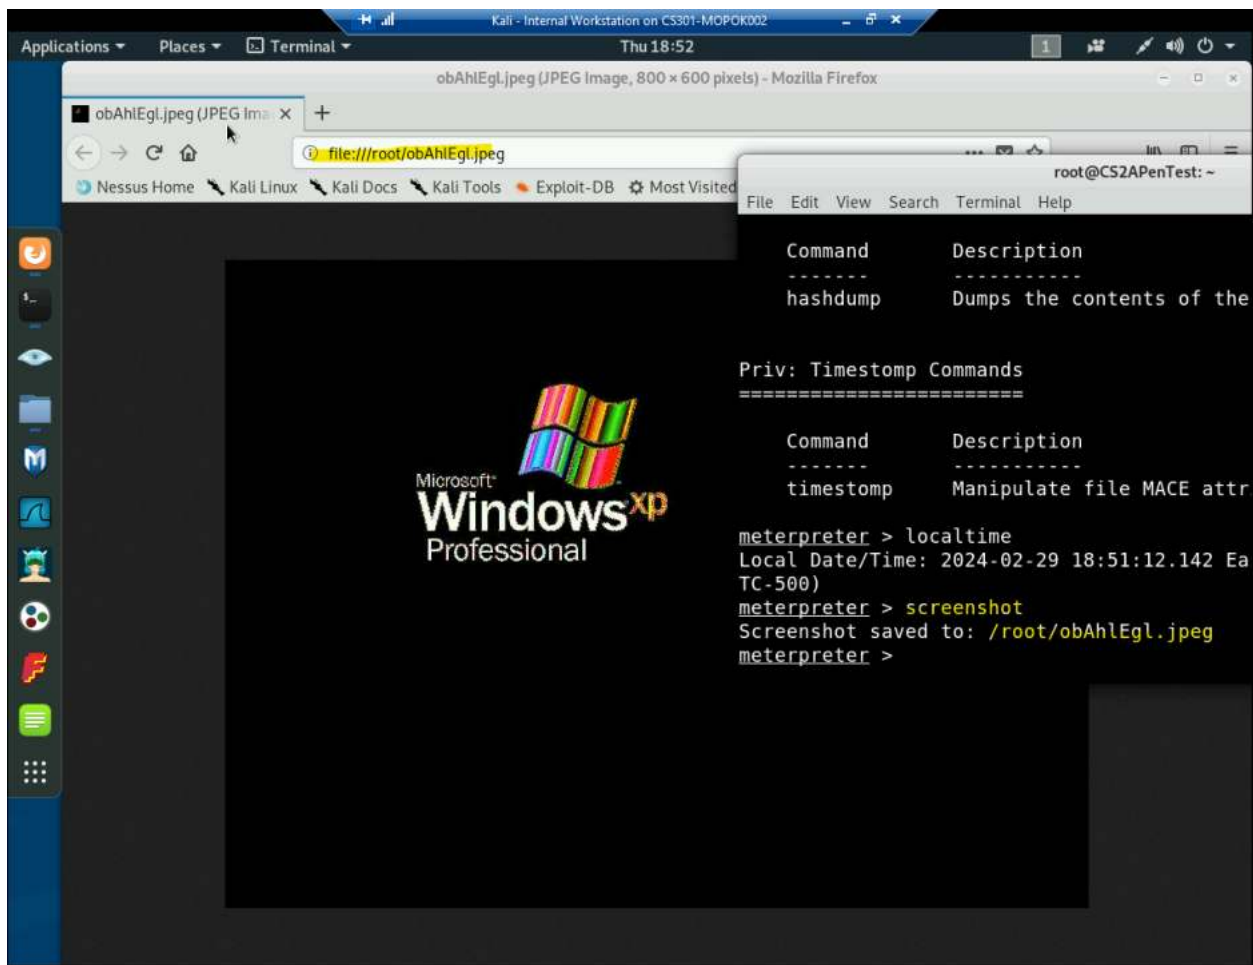 Kali - Internal Workstation on CS301-MOPOK002
Applications Places Terminal Thu 18:52 1
obAhlEgl.jpeg (JPEG Image, 800 × 600 pixels) - Mozilla Firefox
obAhlEgl.jpeg (JPEG Ima
file:///root/obAhlEgl.jpeg
Nessus Home Kali Linux Kali Docs Kali Tools Exploit-DB Most Visited
root@CS2APenTest: ~
File Edit View Search Terminal Help
Command Description
------- -----------
hashdump Dumps the contents of the
Priv: Timestomp Commands
========================
Command Description
------- -----------
timestomp Manipulate file MACE attr
meterpreter > localtime
Local Date/Time: 2024-02-29 18:51:12.142 Ea
TC-500)
meterpreter > screenshot
Screenshot saved to: /root/obAhlEgl.jpeg
meterpreter >
Microsoft
Windows xp
Professional